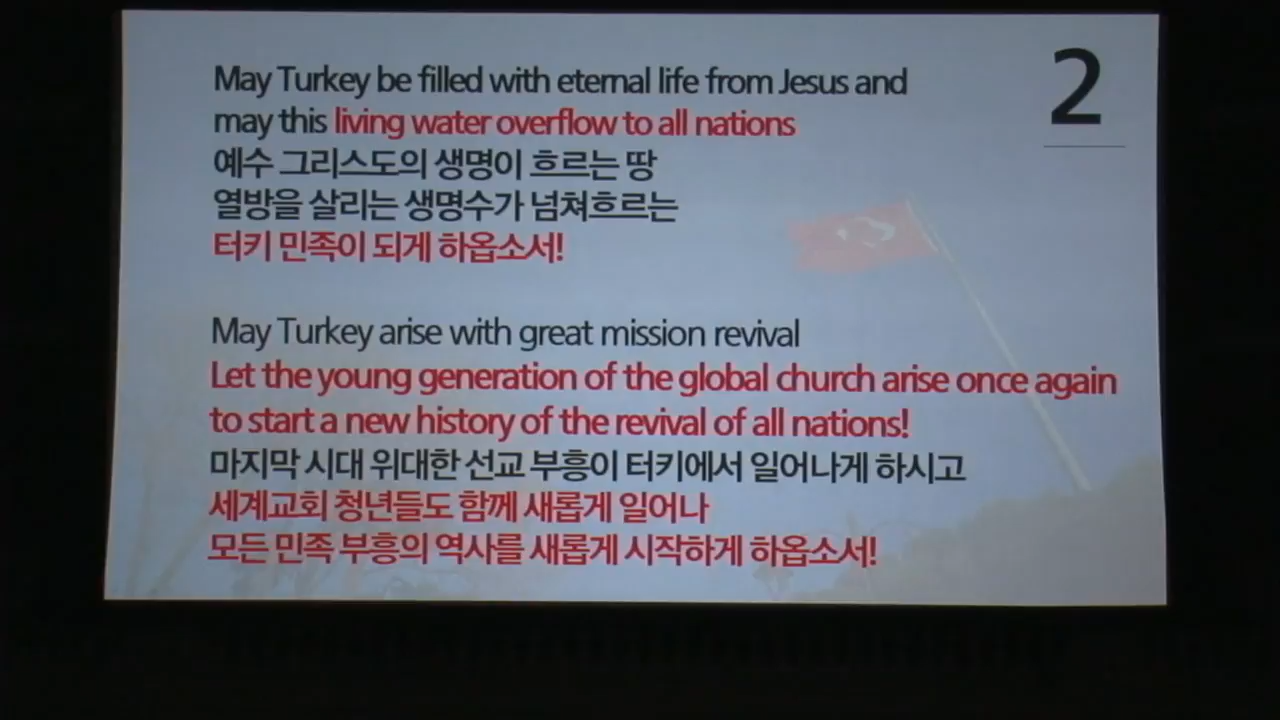 2
May Turkey be filled with eternal life from Jesus and
may this living water overflow to all nations
예수 그리스도의 생명이 흐르는 땅
열방을 살리는 생명수가 넘쳐흐르는
터키 민족이 되게 하옵소서!
May Turkey arise with great mission revival
Let the young generation of the global church arise once again
to start a new history of the revival of all nations!
마지막 시대 위대한 선교 부흥이 터키에서 일어나게 하시고
세계교회 청년들도 함께 새롭게 일어나
모든 민족 부흥의 역사를 새롭게 시작하게 하옵소서!